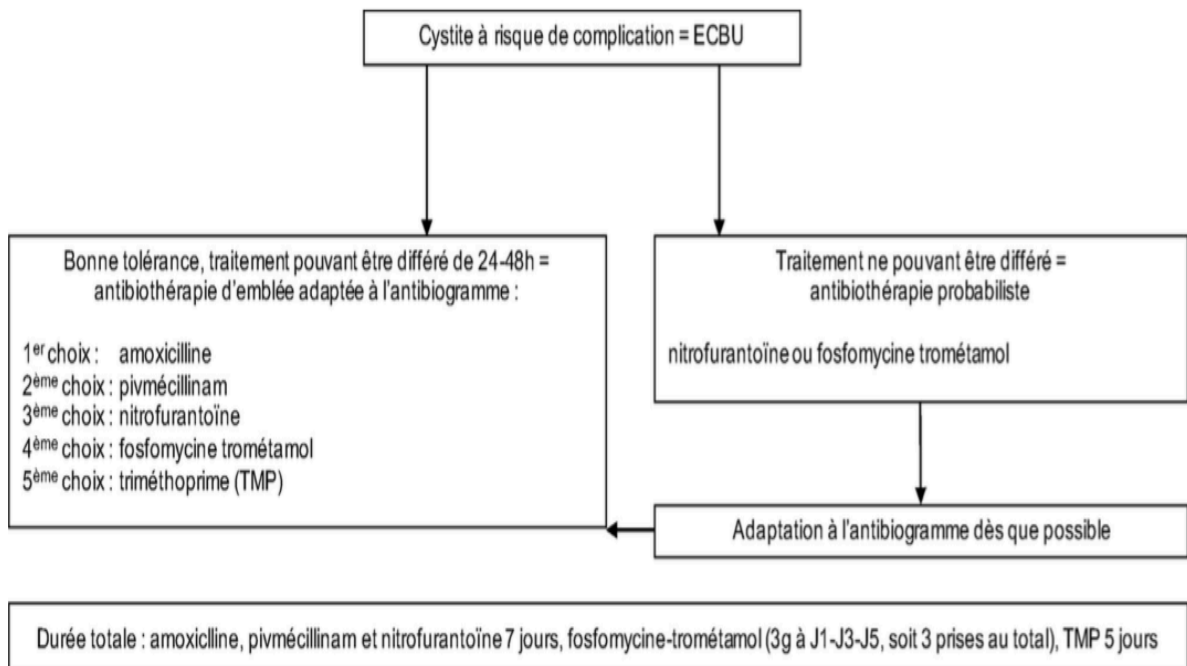 Cystite à risque de complication = ECBU
Bonne tolérance, traitement pouvant être différé de 24-48h =
antibiothérapie d'emblée adaptée à l'antibiogramme :
1er choix : amoxicilline
2ème choix : pivmécillinam
3ème choix : nitrofurantoïne
4ème choix : fosfomycine trométamol
5ème choix : triméthoprime (TMP)
Traitement ne pouvant être différé =
antibiothérapie probabiliste
nitrofurantoïne ou fosfomycine trométamol
Adaptation à l'antibiogramme dès que possible
Durée totale : amoxiclline, pivmécillinam et nitrofurantoïne 7 jours, fosfomycine-trométamol (3g à J1-J3-J5, soit 3 prises au total), TMP 5 jours